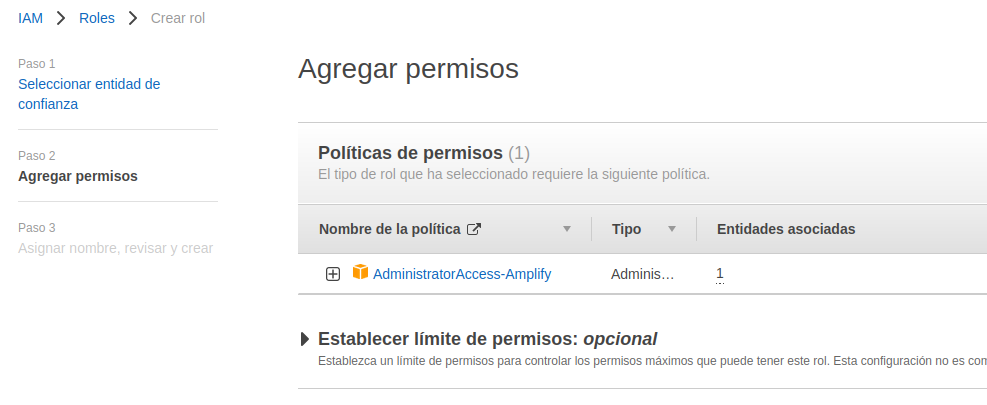 IAM > Roles > Crear rol
Paso 1
Seleccionar entidad de
confianza
Paso 2
Agregar permisos
Paso 3
Asignar nombre, revisar y crear
Agregar permisos
Políticas de permisos (1)
El tipo de rol que ha seleccionado requiere la siguiente política.
Nombre de la política Tipo Entidades asociadas
AdministratorAccess-Amplify Adminis… 1
Establecer límite de permisos: opcional
Establezca un límite de permisos para controlar los permisos máximos que puede tener este rol. Esta configuración no es